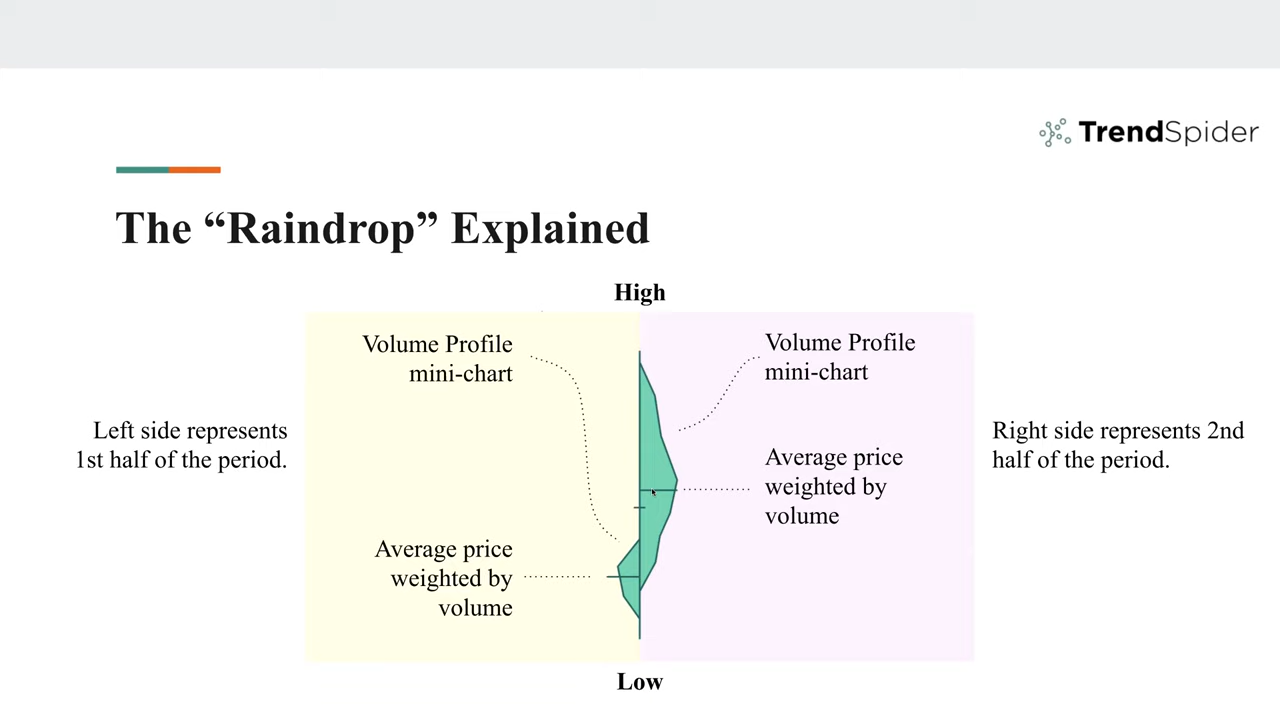 TrendSpider
The “Raindrop” Explained
High
Volume Profile
mini-chart
Volume Profile
mini-chart
Left side represents
1st half of the period.
Right side represents 2nd
half of the period.
Average price
weighted by
volume
Average price
weighted by
volume
Low